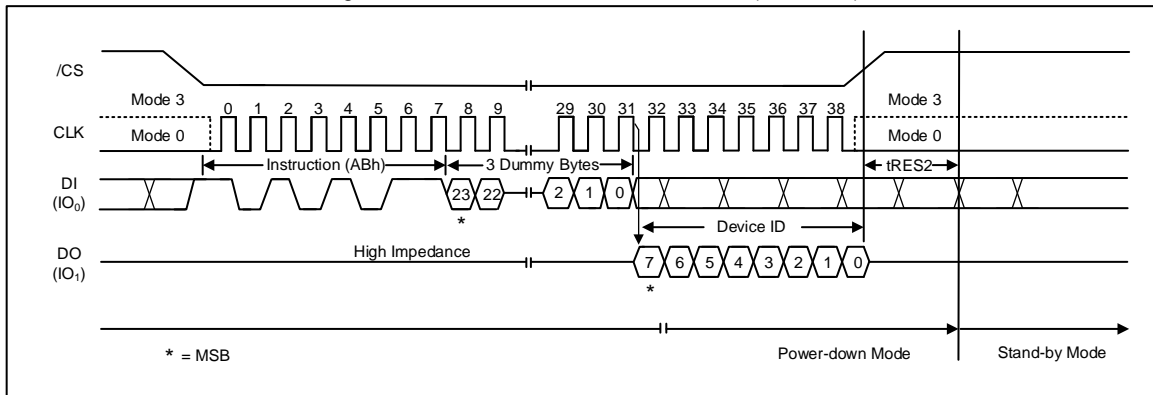 /CS
Mode 3 0 1 2 3 4 5 6 7 8 9 29 30 31 32 33 34 35 36 37 38 Mode 3
CLK Mode 0 Mode 0
Instruction (ABh) 3 Dummy Bytes tRES2
DI
(IO0) 23 22 2 1 0
* Device ID
DO High Impedance 7 6 5 4 3 2 1 0
(IO1)
*
* = MSB Power-down Mode Stand-by Mode